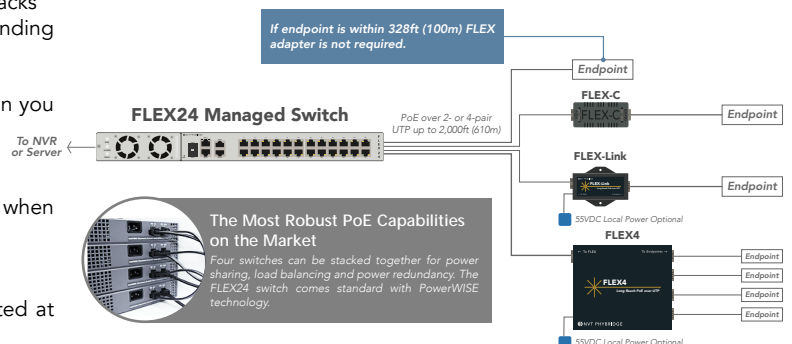 acks"
nding
n you
when
ted at
If endpoint is within 328ft (100m) FLEX
adapter is not required.
Endpoint
FLEX24 Managed Switch
To NVR
or Server
PoE over 2- or 4-pair
UTP up to 2,000ft (610m)
FLEX-C
FLEX-C
Endpoint
FLEX-Link
FLEX-Link
Long Reach PoE over UTP
Endpoint
55VDC Local Power Optional
The Most Robust PoE Capabilities
on the Market
Four switches can be stacked together for power
sharing, load balancing and power redundancy. The
FLEX24 switch comes standard with PowerWISE
technology.
FLEX4
← To FLEX
To Endpoints →
FLEX4
Long Reach PoE over UTP
NVT PHYBRIDGE
Endpoint
Endpoint
Endpoint
Endpoint
55VDC Local Power Optional